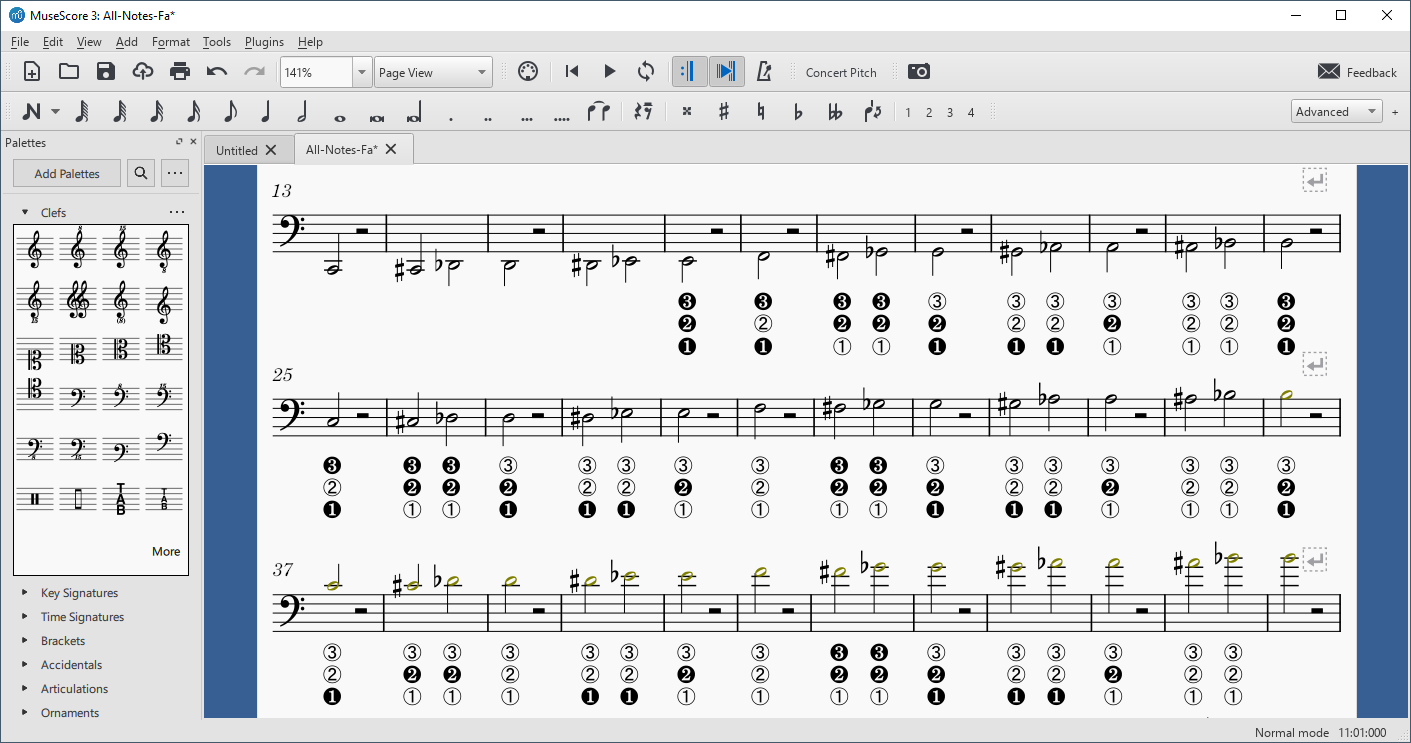 MuseScore 3: All-Notes-Fa*
File Edit View Add Format Tools Plugins Help
141% Page View Concert Pitch Feedback
1 2 3 4 Advanced +
Palettes
Add Palettes ...
Clefs ...
More
Key Signatures
Time Signatures
Brackets
Accidentals
Articulations
Ornaments
Untitled All-Notes-Fa*
13
❸ ❸ ❸ ❸ ③ ③ ③ ③ ③ ③ ❸
❷ ② ❷ ❷ ❷ ② ② ❷ ② ② ❷
❶ ❶ ① ① ❶ ❶ ❶ ① ① ① ❶
25
❸ ❸ ❸ ③ ③ ③ ③ ③ ❸ ❸ ③ ③ ③ ③ ③ ③ ③
② ❷ ❷ ❷ ② ② ❷ ② ❷ ❷ ❷ ② ② ❷ ② ② ❷
❶ ① ① ❶ ❶ ❶ ① ① ① ① ❶ ❶ ❶ ① ① ① ❶
37
③ ③ ③ ③ ③ ③ ③ ③ ❸ ❸ ③ ③ ③ ③ ③ ③
② ❷ ❷ ② ② ② ❷ ② ❷ ❷ ❷ ② ② ❷ ② ②
❶ ① ① ① ❶ ❶ ① ① ① ① ❶ ❶ ❶ ① ① ①
Normal mode 11:01:000